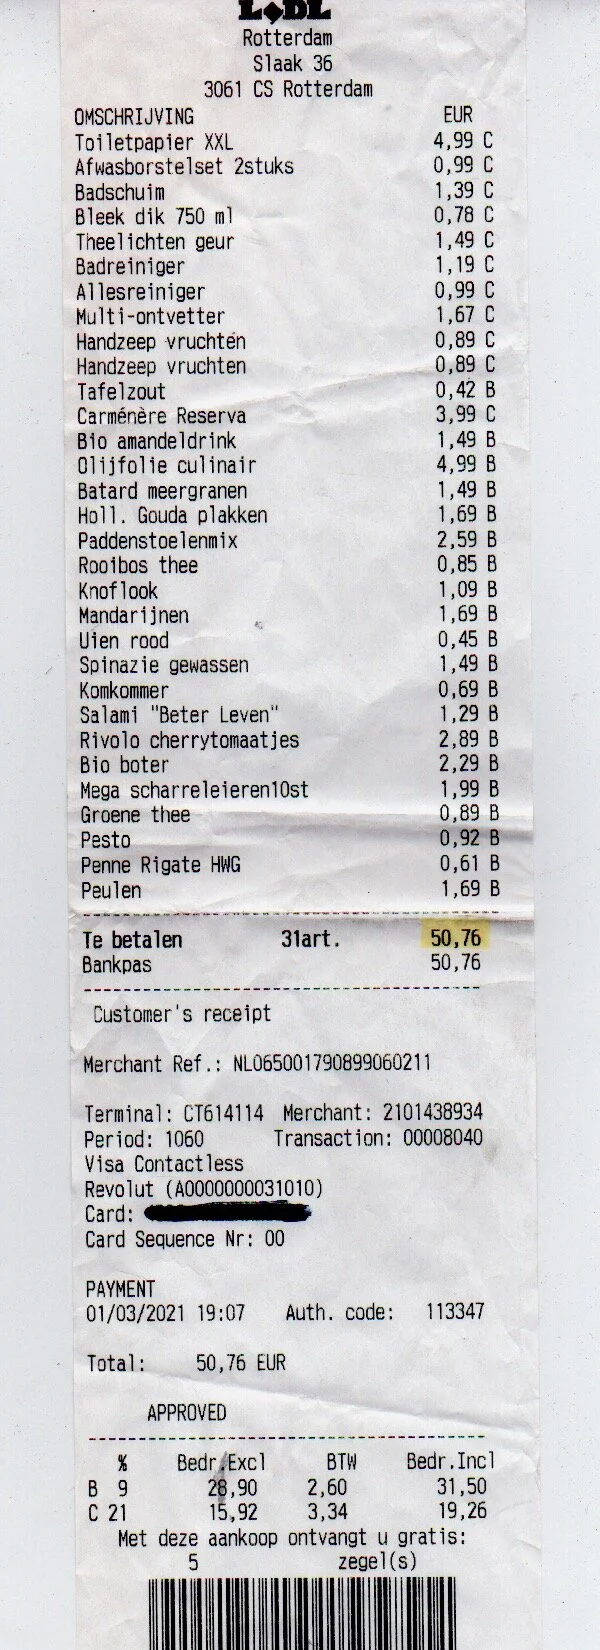 LIDL
Rotterdam
Slaak 36
3061 CS Rotterdam
OMSCHRIJVING EUR
Toiletpapier XXL 4,99 C
Afwasborstelset 2stuks 0,99 C
Badschuim 1,39 C
Bleek dik 750 ml 0,78 C
Theelichten geur 1,49 C
Badreiniger 1,19 C
Allesreiniger 0,99 C
Multi-ontvetter 1,67 C
Handzeep vruchten 0,89 C
Handzeep vruchten 0,89 C
Tafelzout 0,42 B
Carménère Reserva 3,99 C
Bio amandeldrink 1,49 B
Olijfolie culinair 4,99 B
Batard meergranen 1,49 B
Holl. Gouda plakken 1,69 B
Paddenstoelenmix 2,59 B
Rooibos thee 0,85 B
Knoflook 1,09 B
Mandarijnen 1,69 B
Uien rood 0,45 B
Spinazie gewassen 1,49 B
Komkommer 0,69 B
Salami "Beter Leven" 1,29 B
Rivolo cherrytomaatjes 2,89 B
Bio boter 2,29 B
Mega scharreleieren10st 1,99 B
Groene thee 0,89 B
Pesto 0,92 B
Penne Rigate HWG 0,61 B
Peulen 1,69 B
Te betalen 31art. 50,76
Bankpas 50,76
Customer's receipt
Merchant Ref.: NL065001790899060211
Terminal: CT614114 Merchant: 2101438934
Period: 1060 Transaction: 00008040
Visa Contactless
Revolut (A0000000031010)
Card:
Card Sequence Nr: 00
PAYMENT
01/03/2021 19:07 Auth. code: 113347
Total: 50,76 EUR
APPROVED
% Bedr.Excl BTW Bedr.Incl
B 9 28,90 2,60 31,50
C 21 15,92 3,34 19,26
Met deze aankoop ontvangt u gratis:
5 zegel(s)